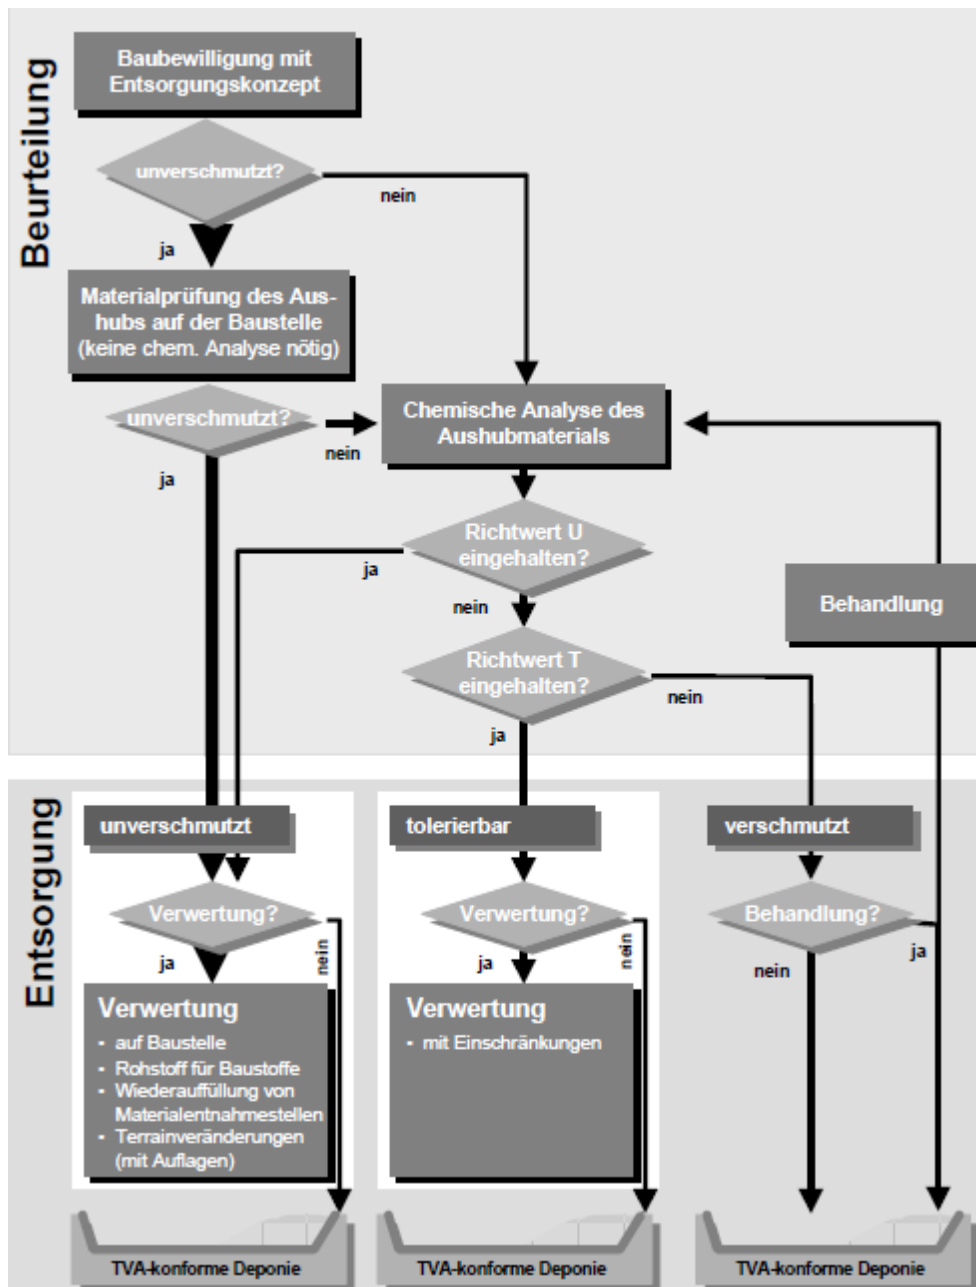 Beurteilung
Baubewilligung mit
Entsorgungskonzept
unverschmutzt?
nein
ja
Materialprüfung des Aus-
hubs auf der Baustelle
(keine chem. Analyse nötig)
unverschmutzt?
nein
ja
Chemische Analyse des
Aushubmaterials
Richtwert U
eingehalten?
ja
nein
Behandlung
Richtwert T
eingehalten?
nein
ja
Entsorgung
unverschmutzt
tolerierbar
verschmutzt
Verwertung?
ja
nein
Verwertung?
ja
nein
Behandlung?
nein
ja
Verwertung
- auf Baustelle
- Rohstoff für Baustoffe
- Wiederauffüllung von
Materialentnahmestellen
- Terrainveränderungen
(mit Auflagen)
Verwertung
- mit Einschränkungen
TVA-konforme Deponie
TVA-konforme Deponie
TVA-konforme Deponie